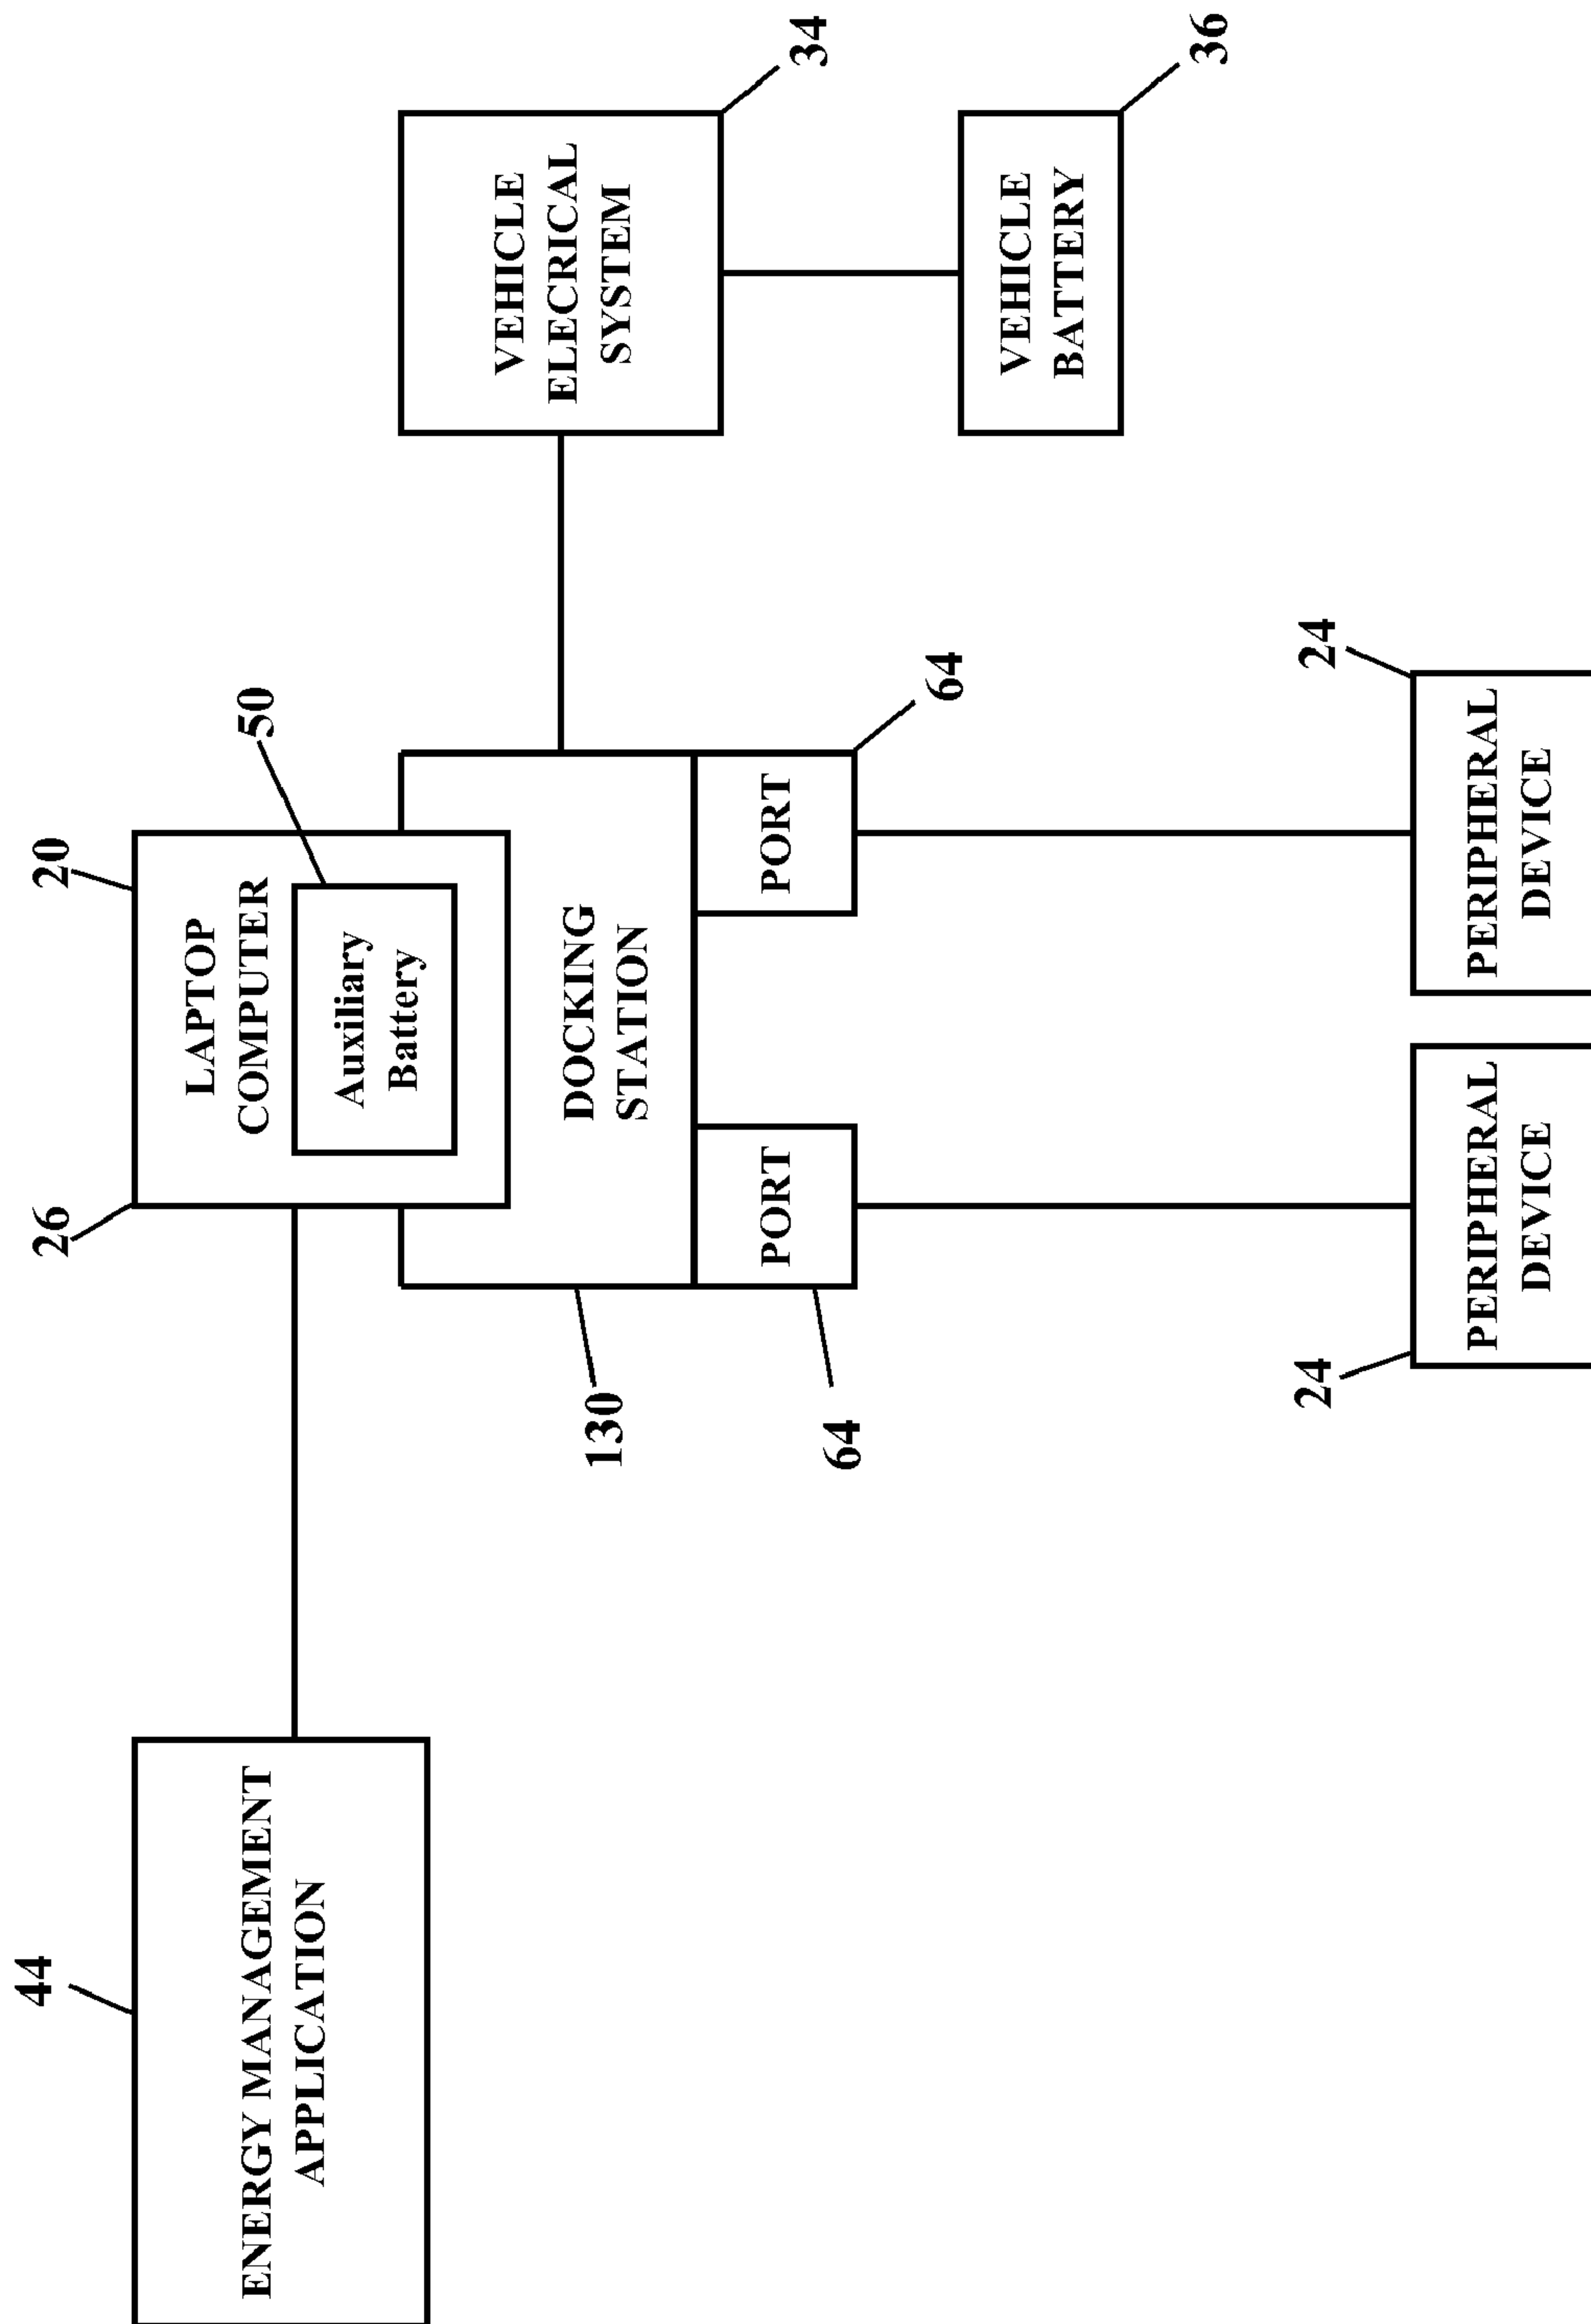 44
ENERGY MANAGEMENT
APPLICATION
26
20
LAPTOP
COMPUTER
50
Auxiliary
Battery
DOCKING
STATION
130
PORT
64
PORT
64
VEHICLE
ELECRICAL
SYSTEM
34
VEHICLE
BATTERY
36
24
PERIPHERAL
DEVICE
24
PERIPHERAL
DEVICE